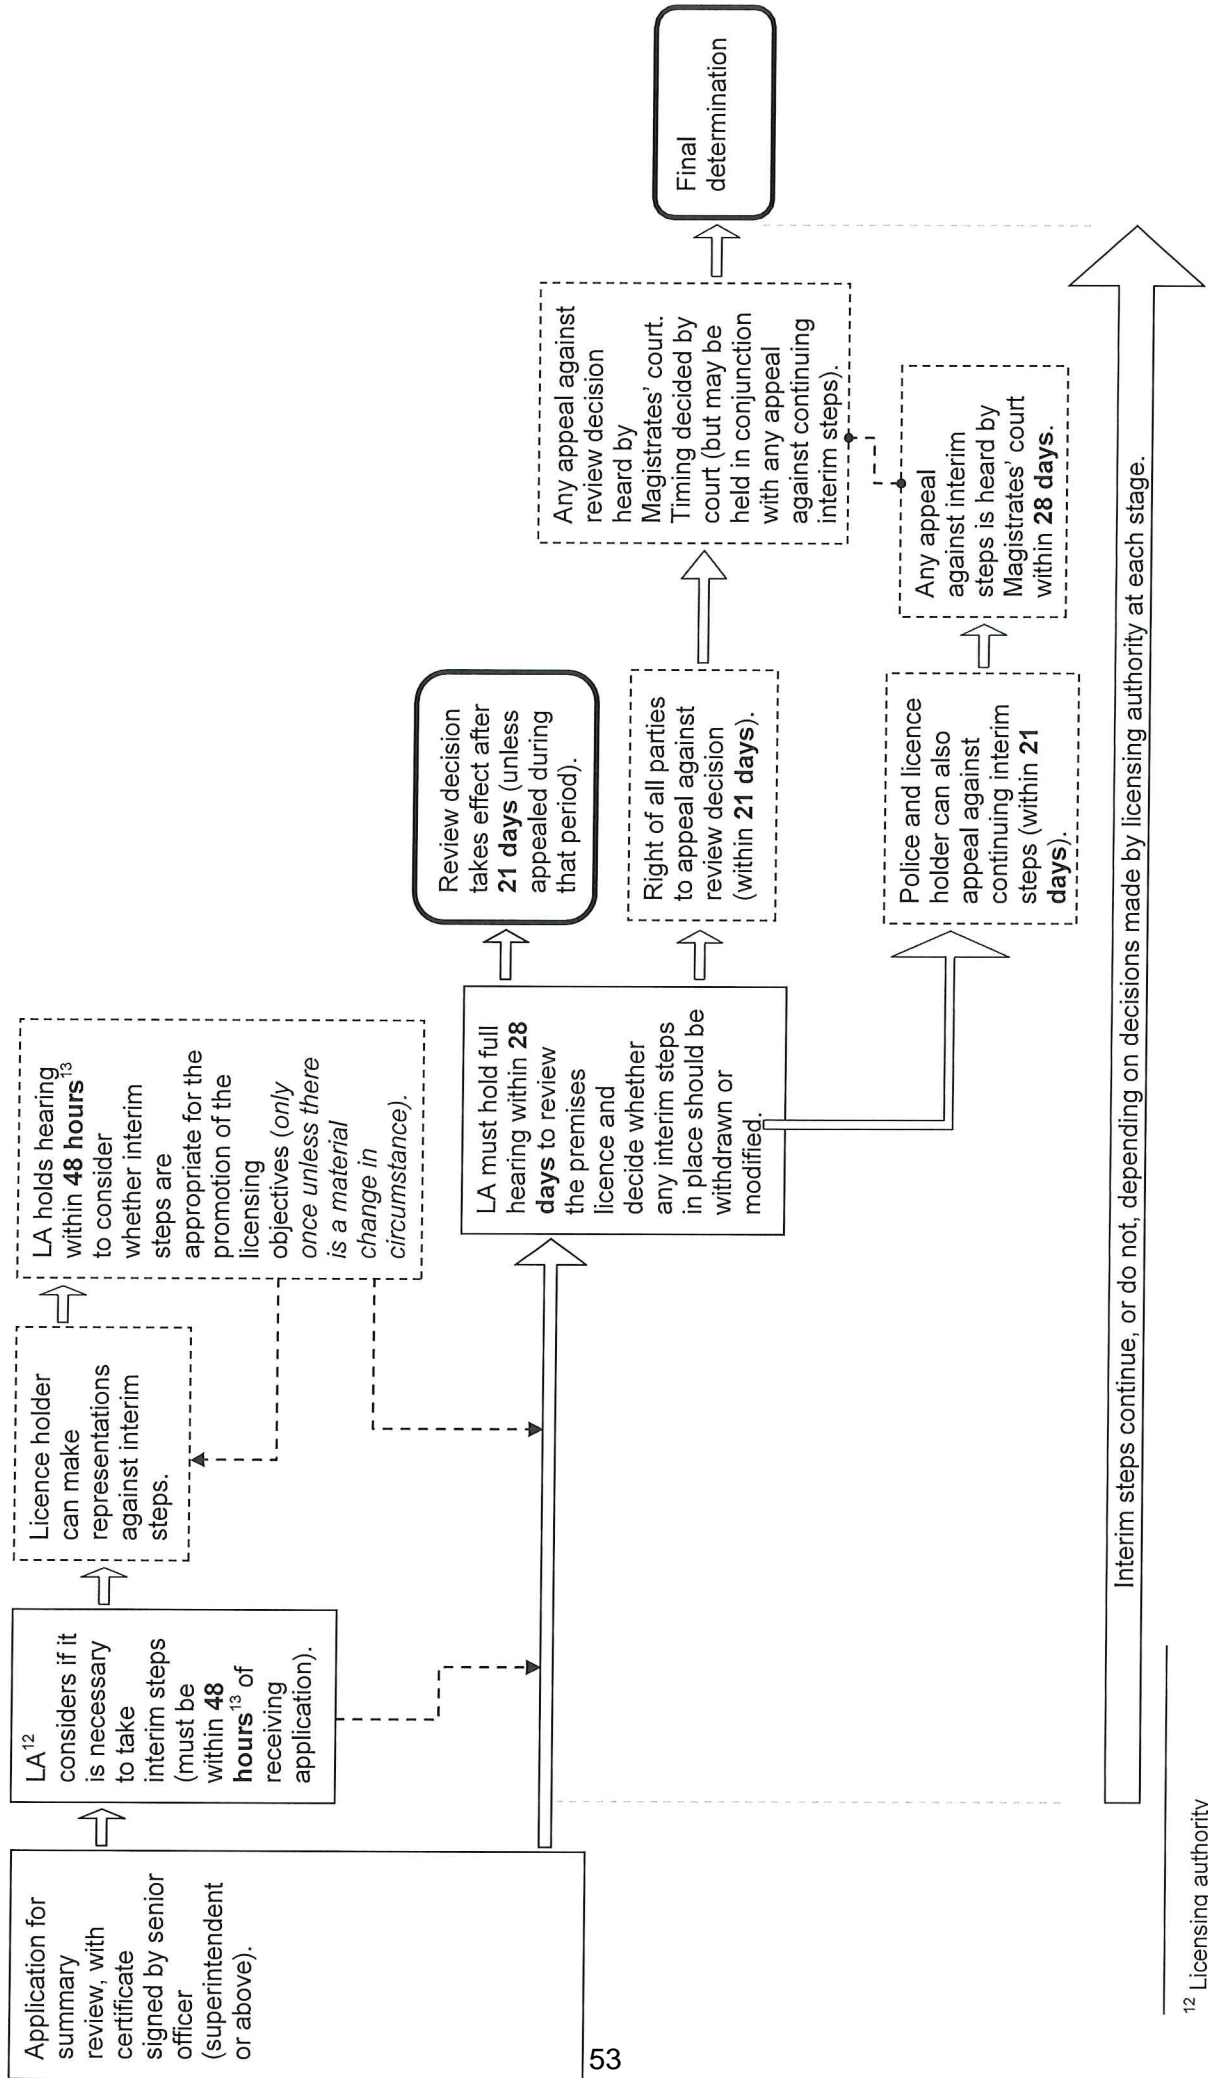 Application for
summary
review, with
certificate
signed by senior
officer
(superintendent
or above).
LA12
considers if it
is necessary
to take
interim steps
(must be
within 48
hours13 of
receiving
application).
Licence holder
can make
representations
against interim
steps.
LA holds hearing
within 48 hours13
to consider
whether interim
steps are
appropriate for the
promotion of the
licensing
objectives (only
once unless there
is a material
change in
circumstance).
LA must hold full
hearing within 28
days to review
the premises
licence and
decide whether
any interim steps
in place should be
withdrawn or
modified.
Review decision
takes effect after
21 days (unless
appealed during
that period).
Right of all parties
to appeal against
review decision
(within 21 days).
Police and licence
holder can also
appeal against
continuing interim
steps (within 21
days).
Any appeal against
review decision
heard by
Magistrates’ court.
Timing decided by
court (but may be
held in conjunction
with any appeal
against continuing
interim steps).
Any appeal
against interim
steps is heard by
Magistrates’ court
within 28 days.
Final
determination
Interim steps continue, or do not, depending on decisions made by licensing authority at each stage.
12 Licensing authority
53